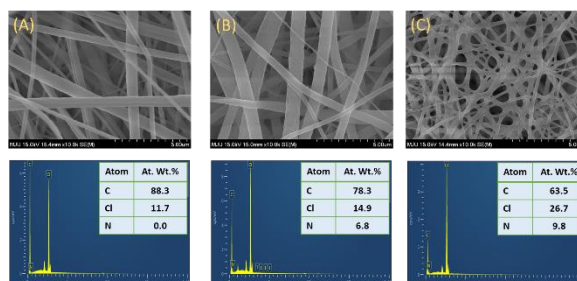 (A)
(B)
(C)
MJU 15.0kV 15.4mm x10.0k SE(M)
5.00um
MJU 15.0kV 15.0mm x10.0k SE(M)
5.00um
MJU 15.0kV 14.4mm x10.0k SE(M)
5.00um
Atom At. Wt.%
C 88.3
Cl 11.7
N 0.0
Atom At. Wt.%
C 78.3
Cl 14.9
N 6.8
Atom At. Wt.%
C 63.5
Cl 26.7
N 9.8